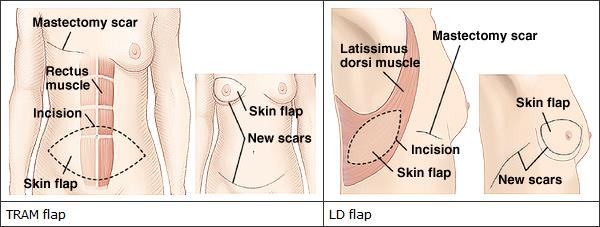 Mastectomy scar
Rectus
muscle
Incision
Skin flap
Skin flap
New scars
TRAM flap
Latissimus
dorsi muscle
Mastectomy scar
Incision
Skin flap
Skin flap
New scars
LD flap